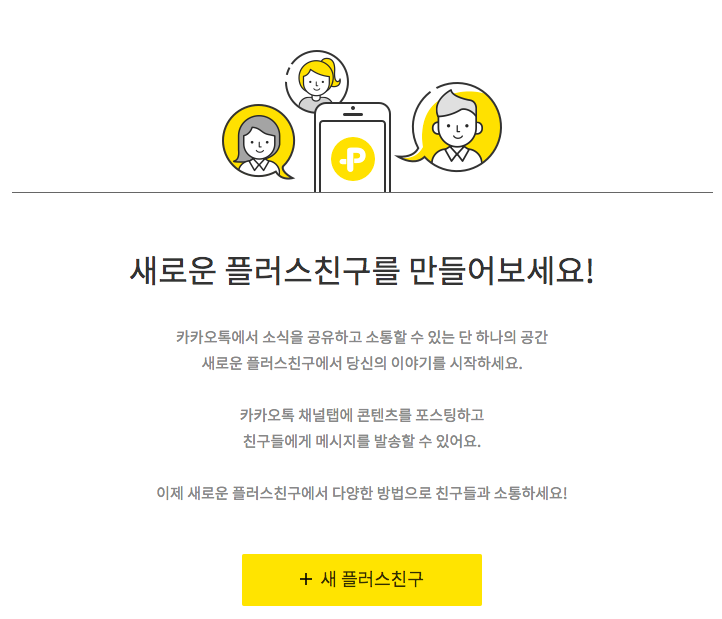 P
새로운 플러스친구를 만들어보세요!
카카오톡에서 소식을 공유하고 소통할 수 있는 단 하나의 공간
새로운 플러스친구에서 당신의 이야기를 시작하세요.
카카오톡 채널탭에 콘텐츠를 포스팅하고
친구들에게 메시지를 발송할 수 있어요.
이제 새로운 플러스친구에서 다양한 방법으로 친구들과 소통하세요!
+ 새 플러스친구